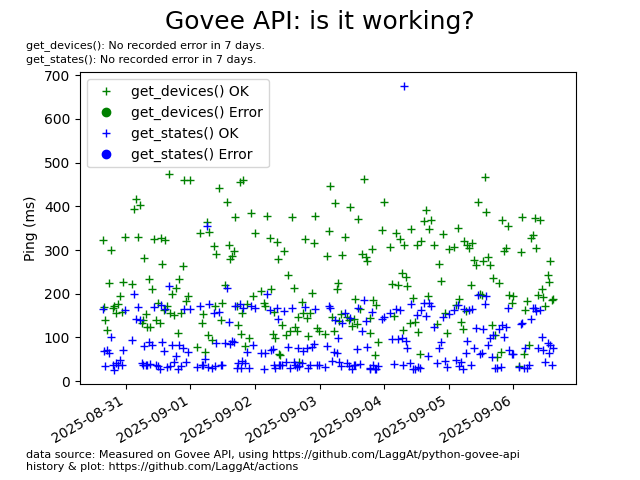 Govee API: is it working?
get_devices(): No recorded error in 7 days.
get_states(): No recorded error in 7 days.
700
600
500
400
300
200
100
0
Ping (ms)
get_devices() OK
get_devices() Error
get_states() OK
get_states() Error
2025-08-31
2025-09-01
2025-09-02
2025-09-03
2025-09-04
2025-09-05
2025-09-06
data source: Measured on Govee API, using https://github.com/LaggAt/python-govee-api
history & plot: https://github.com/LaggAt/actions